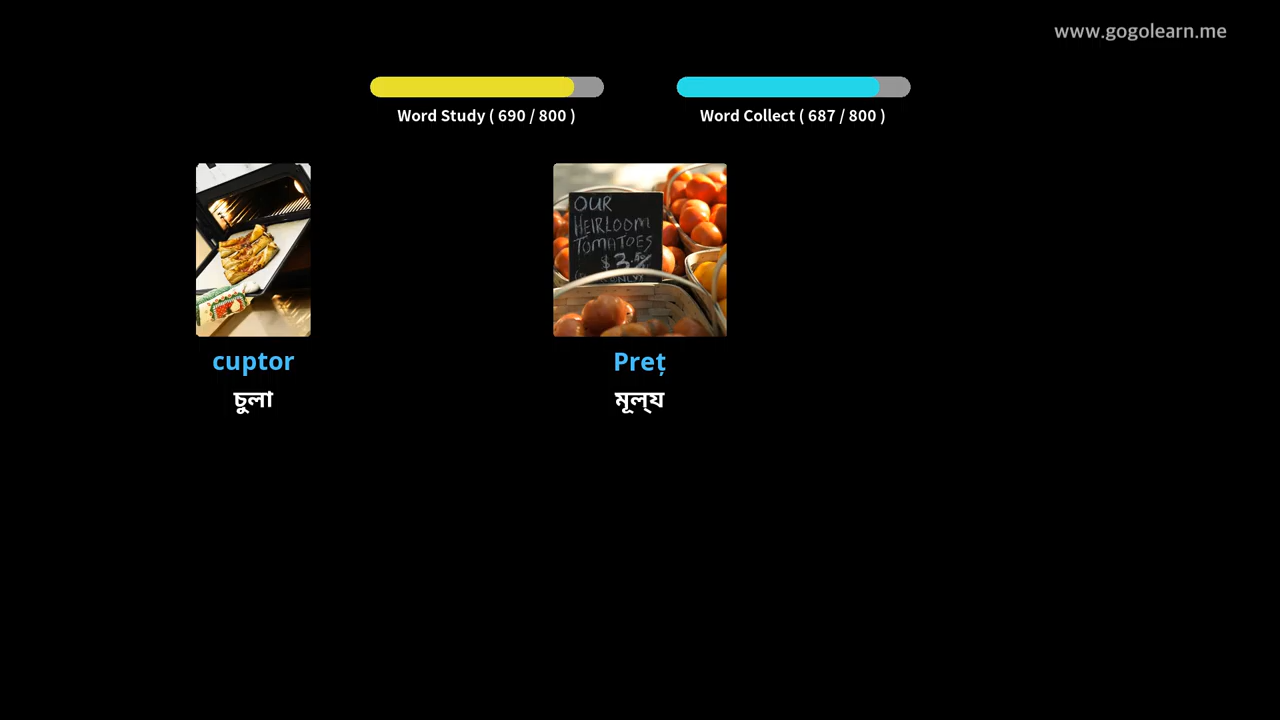 www.gogolearn.me
Word Study ( 690 / 800 )
Word Collect ( 687 / 800 )
OUR
HEIRLOOM
TOMATOES
cuptor
Preț
চুলা
মূল্য